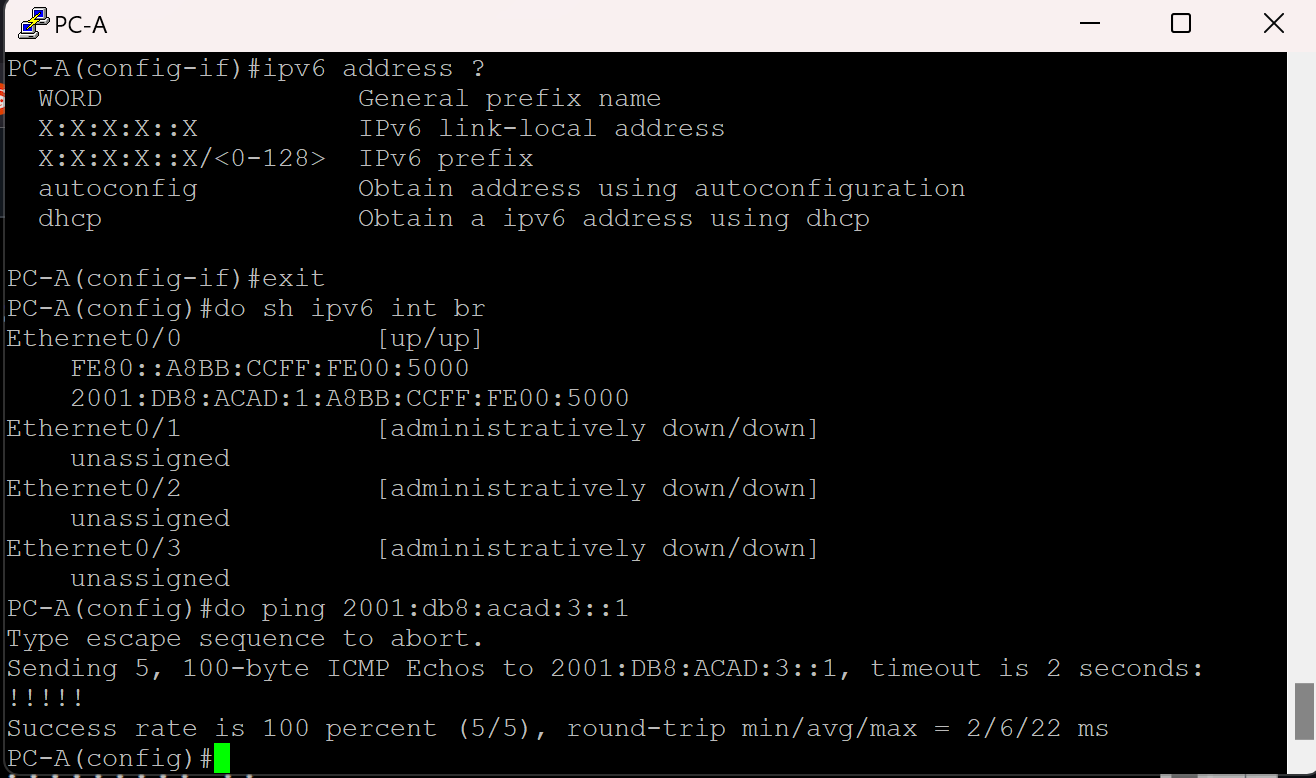 PC-A
PC-A(config-if)#ipv6 address ?
  WORD                General prefix name
  X:X:X:X::X          IPv6 link-local address
  X:X:X:X::X/<0-128>  IPv6 prefix
  autoconfig          Obtain address using autoconfiguration
  dhcp                Obtain a ipv6 address using dhcp

PC-A(config-if)#exit
PC-A(config)#do sh ipv6 int br
Ethernet0/0            [up/up]
    FE80::A8BB:CCFF:FE00:5000
    2001:DB8:ACAD:1:A8BB:CCFF:FE00:5000
Ethernet0/1            [administratively down/down]
    unassigned
Ethernet0/2            [administratively down/down]
    unassigned
Ethernet0/3            [administratively down/down]
    unassigned
PC-A(config)#do ping 2001:db8:acad:3::1
Type escape sequence to abort.
Sending 5, 100-byte ICMP Echos to 2001:DB8:ACAD:3::1, timeout is 2 seconds:
!!!!!
Success rate is 100 percent (5/5), round-trip min/avg/max = 2/6/22 ms
PC-A(config)#